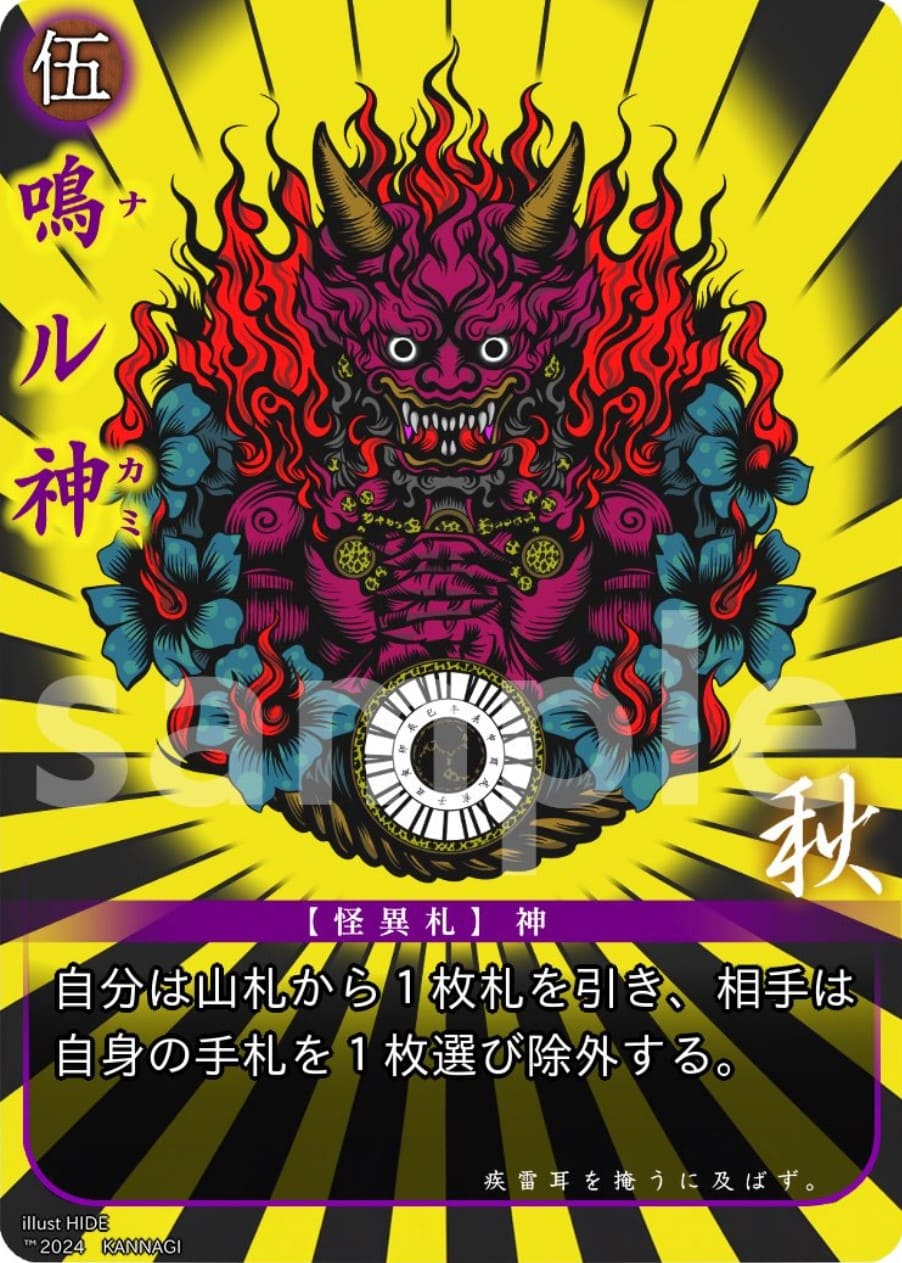 伍
鳴ル神
ナ
カミ
sample
秋
【怪異札】 神
自分は山札から１枚札を引き、相手は
自身の手札を１枚選び除外する。
疾雷耳を掩うに及ばず。
illust HIDE
™2024 KANNAGI